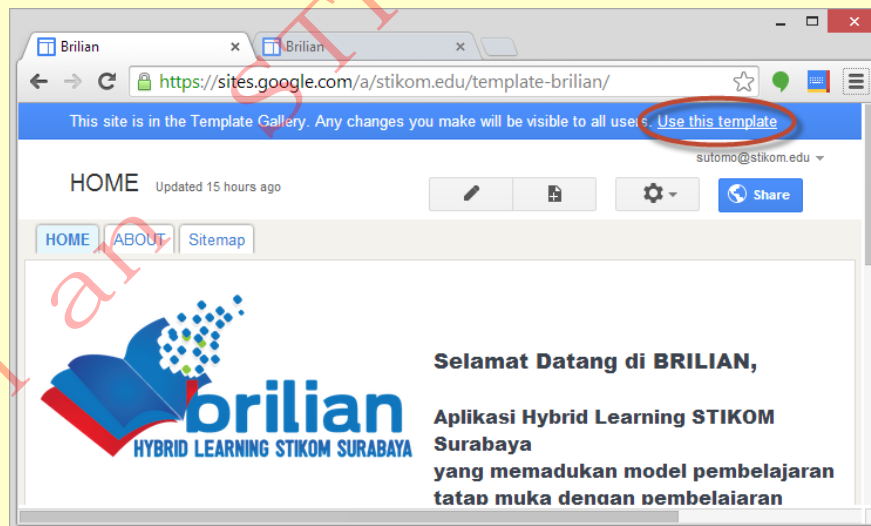 Brilian
Brilian
https://sites.google.com/a/stikom.edu/template-brilian/
This site is in the Template Gallery. Any changes you make will be visible to all users. Use this template
sutomo@stikom.edu
HOME Updated 15 hours ago
Share
HOME ABOUT Sitemap
brilian
HYBRID LEARNING STIKOM SURABAYA
Selamat Datang di BRILIAN,
Aplikasi Hybrid Learning STIKOM
Surabaya
yang memadukan model pembelajaran
tatap muka dengan pembelajaran